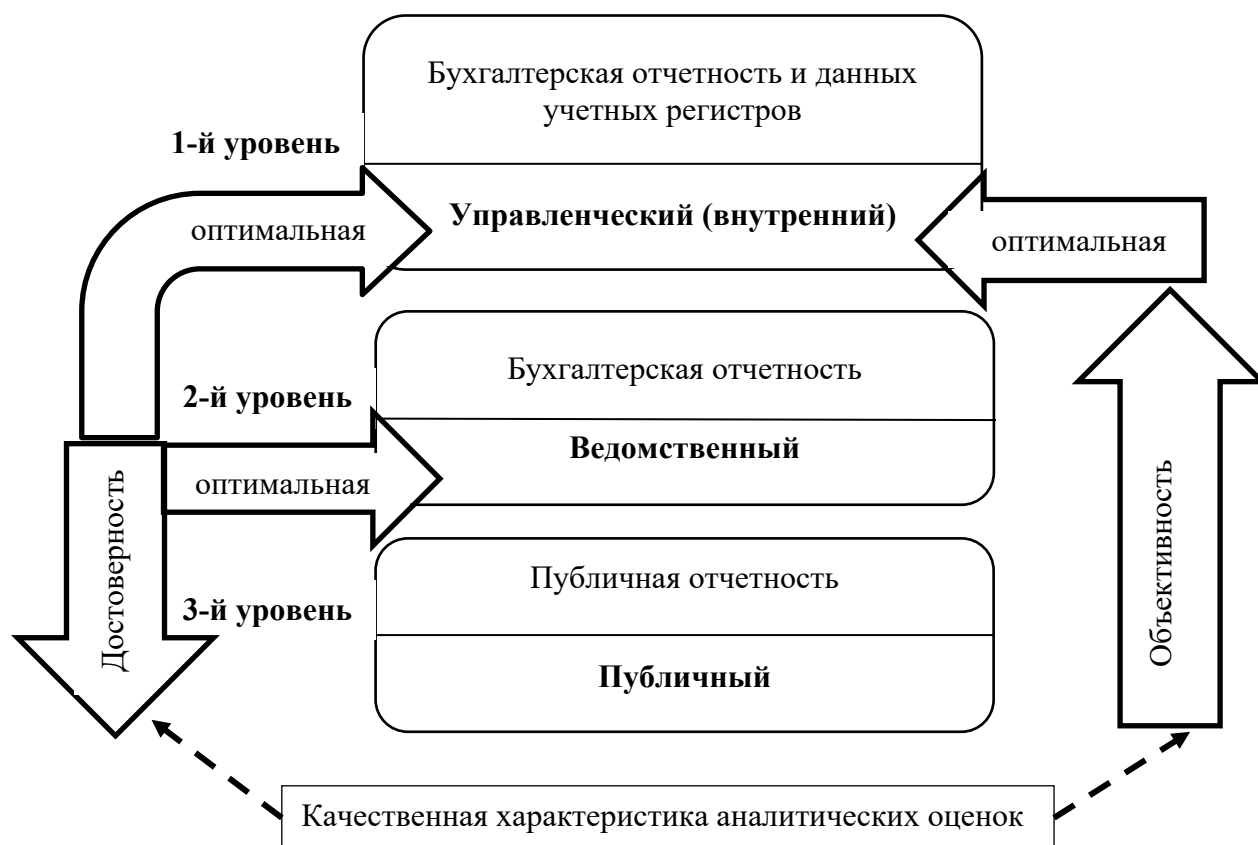 Бухгалтерская отчетность и данных
учетных регистров
1-й уровень
Управленческий (внутренний)
оптимальная
оптимальная
Бухгалтерская отчетность
2-й уровень
Ведомственный
оптимальная
Публичная отчетность
3-й уровень
Публичный
Достоверность
Объективность
Качественная характеристика аналитических оценок